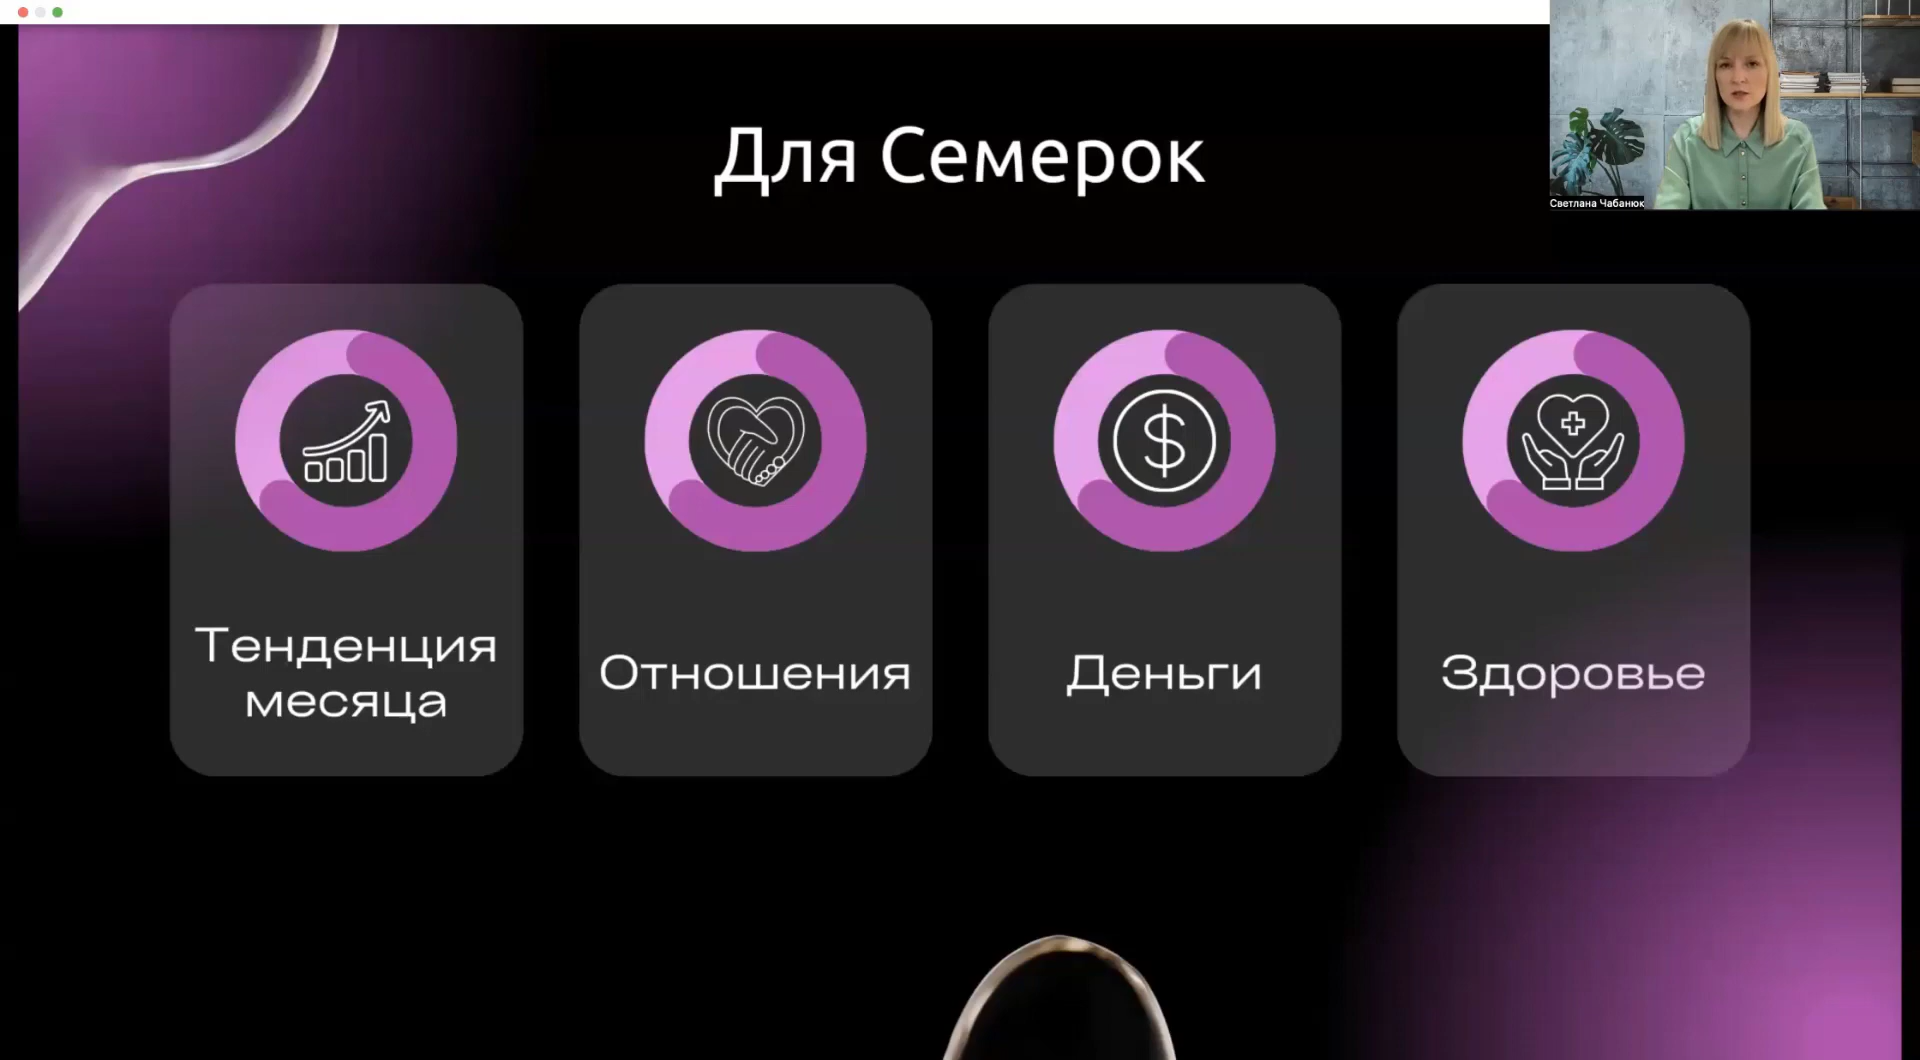 Для Семерок
Светлана Чабанюк
Тенденция
месяца
Отношения
Деньги
Здоровье